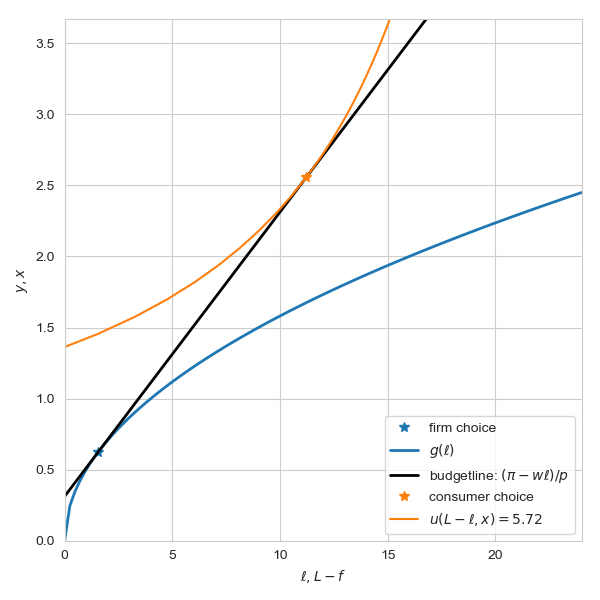 3.5
3.0
2.5
2.0
1.5
1.0
0.5
0.0
y, x
0
5
10
15
20
ℓ, L − f
firm choice
g(ℓ)
budgetline: (π − wℓ)/p
consumer choice
u(L − ℓ, x) = 5.72